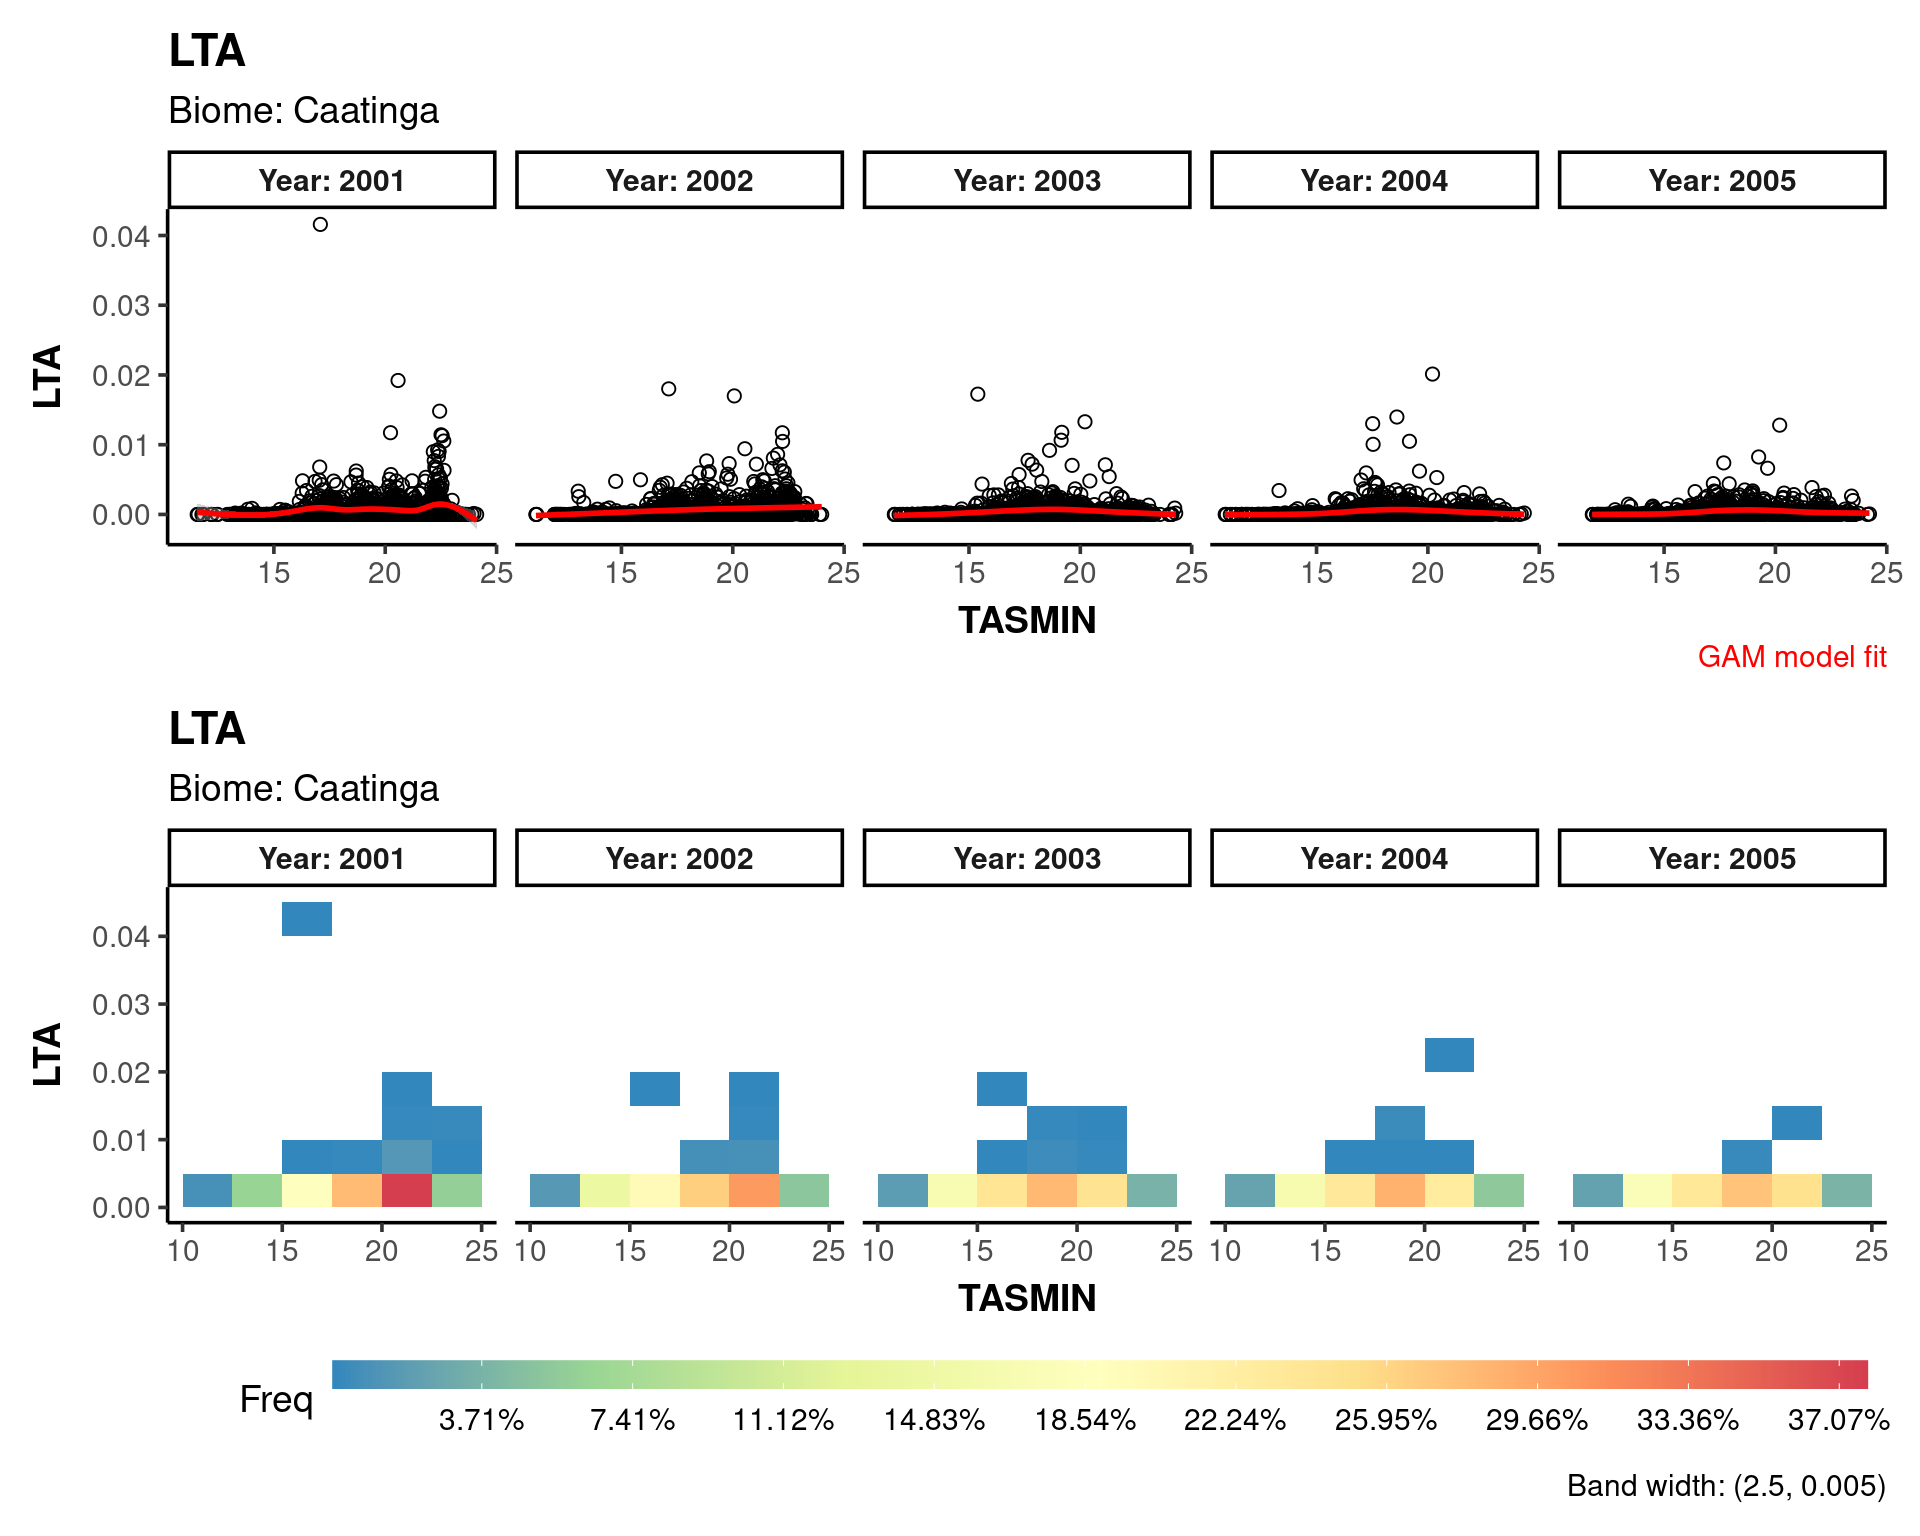 LTA
Biome: Caatinga
Year: 2001 Year: 2002 Year: 2003 Year: 2004 Year: 2005
0.04
0.03
0.02
0.01
0.00
LTA
15 20 25 15 20 25 15 20 25 15 20 25 15 20 25
TASMIN
GAM model fit
LTA
Biome: Caatinga
Year: 2001 Year: 2002 Year: 2003 Year: 2004 Year: 2005
0.04
0.03
0.02
0.01
0.00
LTA
10 15 20 25 10 15 20 25 10 15 20 25 10 15 20 25 10 15 20 25
TASMIN
Freq
3.71% 7.41% 11.12% 14.83% 18.54% 22.24% 25.95% 29.66% 33.36% 37.07%
Band width: (2.5, 0.005)